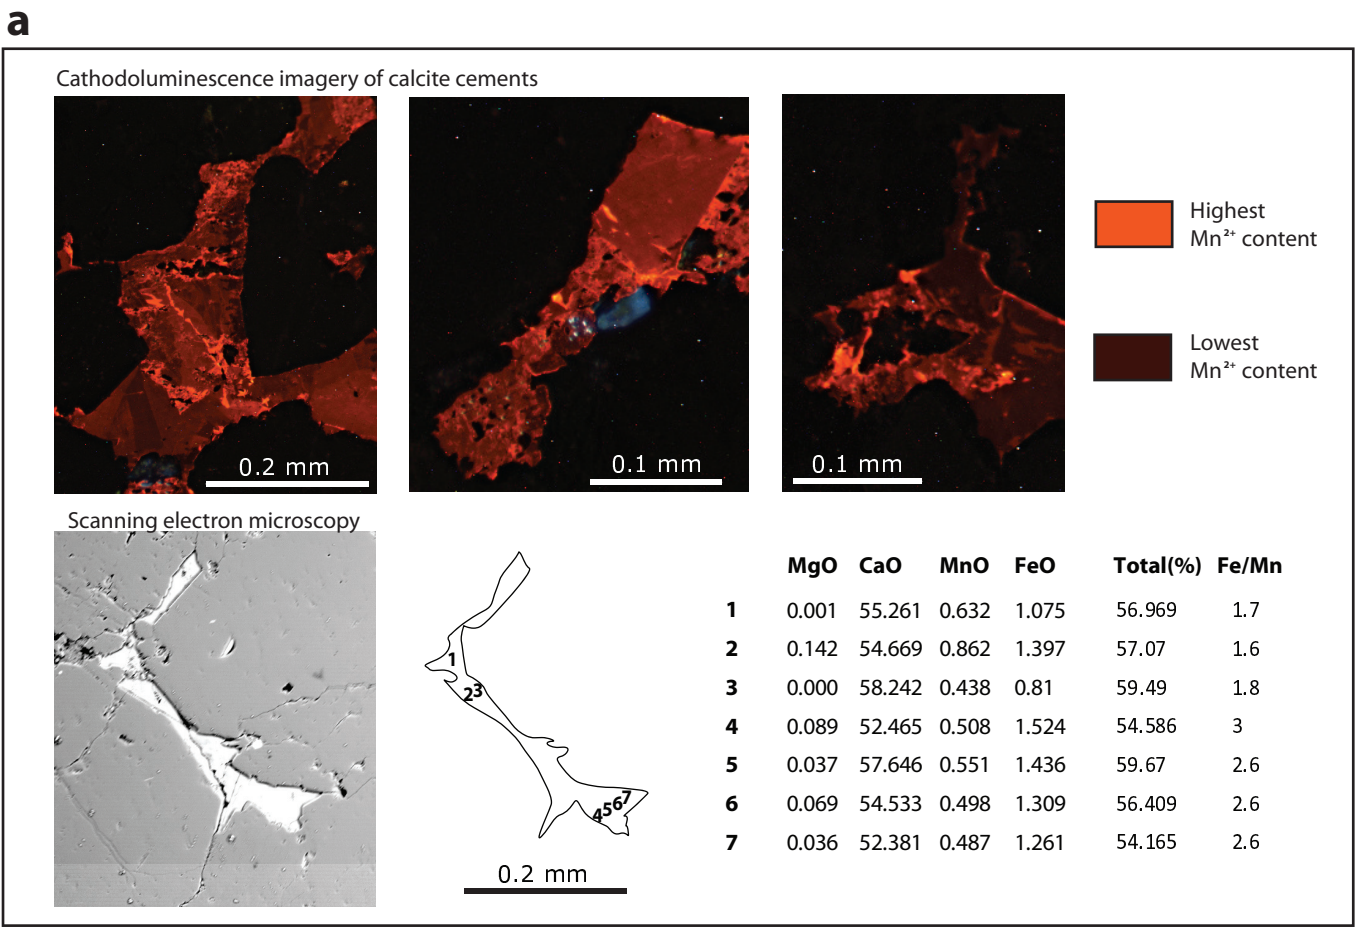 a
Cathodoluminescence imagery of calcite cements
0.2 mm
0.1 mm
0.1 mm
Highest
Mn²⁺ content
Lowest
Mn²⁺ content
Scanning electron microscopy
1
2 3
4 5 6 7
0.2 mm
MgO CaO MnO FeO Total(%) Fe/Mn
1 0.001 55.261 0.632 1.075 56.969 1.7
2 0.142 54.669 0.862 1.397 57.07 1.6
3 0.000 58.242 0.438 0.81 59.49 1.8
4 0.089 52.465 0.508 1.524 54.586 3
5 0.037 57.646 0.551 1.436 59.67 2.6
6 0.069 54.533 0.498 1.309 56.409 2.6
7 0.036 52.381 0.487 1.261 54.165 2.6